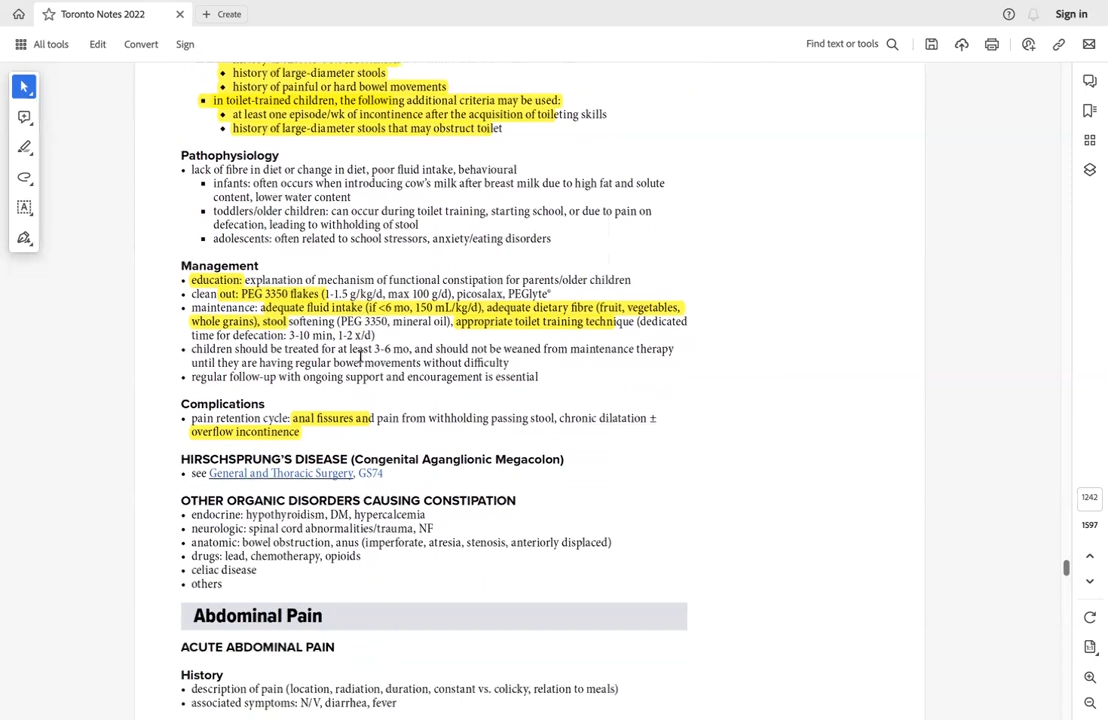 Toronto Notes 2022
Create
Sign in
All tools
Edit
Convert
Sign
Find text or tools
◆ history of large-diameter stools
◆ history of painful or hard bowel movements
■ in toilet-trained children, the following additional criteria may be used:
◆ at least one episode/wk of incontinence after the acquisition of toileting skills
◆ history of large-diameter stools that may obstruct toilet
Pathophysiology
• lack of fibre in diet or change in diet, poor fluid intake, behavioural
■ infants: often occurs when introducing cow's milk after breast milk due to high fat and solute
content, lower water content
■ toddlers/older children: can occur during toilet training, starting school, or due to pain on
defecation, leading to withholding of stool
■ adolescents: often related to school stressors, anxiety/eating disorders
Management
• education: explanation of mechanism of functional constipation for parents/older children
• clean out: PEG 3350 flakes (1-1.5 g/kg/d, max 100 g/d), picosalax, PEGlyte®
• maintenance: adequate fluid intake (if <6 mo, 150 mL/kg/d), adequate dietary fibre (fruit, vegetables,
whole grains), stool softening (PEG 3350, mineral oil), appropriate toilet training technique (dedicated
time for defecation: 3-10 min, 1-2 x/d)
• children should be treated for at least 3-6 mo, and should not be weaned from maintenance therapy
until they are having regular bowel movements without difficulty
• regular follow-up with ongoing support and encouragement is essential
Complications
• pain retention cycle: anal fissures and pain from withholding passing stool, chronic dilatation ±
overflow incontinence
HIRSCHSPRUNG'S DISEASE (Congenital Aganglionic Megacolon)
• see General and Thoracic Surgery, GS74
OTHER ORGANIC DISORDERS CAUSING CONSTIPATION
• endocrine: hypothyroidism, DM, hypercalcemia
• neurologic: spinal cord abnormalities/trauma, NF
• anatomic: bowel obstruction, anus (imperforate, atresia, stenosis, anteriorly displaced)
• drugs: lead, chemotherapy, opioids
• celiac disease
• others
Abdominal Pain
ACUTE ABDOMINAL PAIN
History
• description of pain (location, radiation, duration, constant vs. colicky, relation to meals)
• associated symptoms: N/V, diarrhea, fever
1242
1597